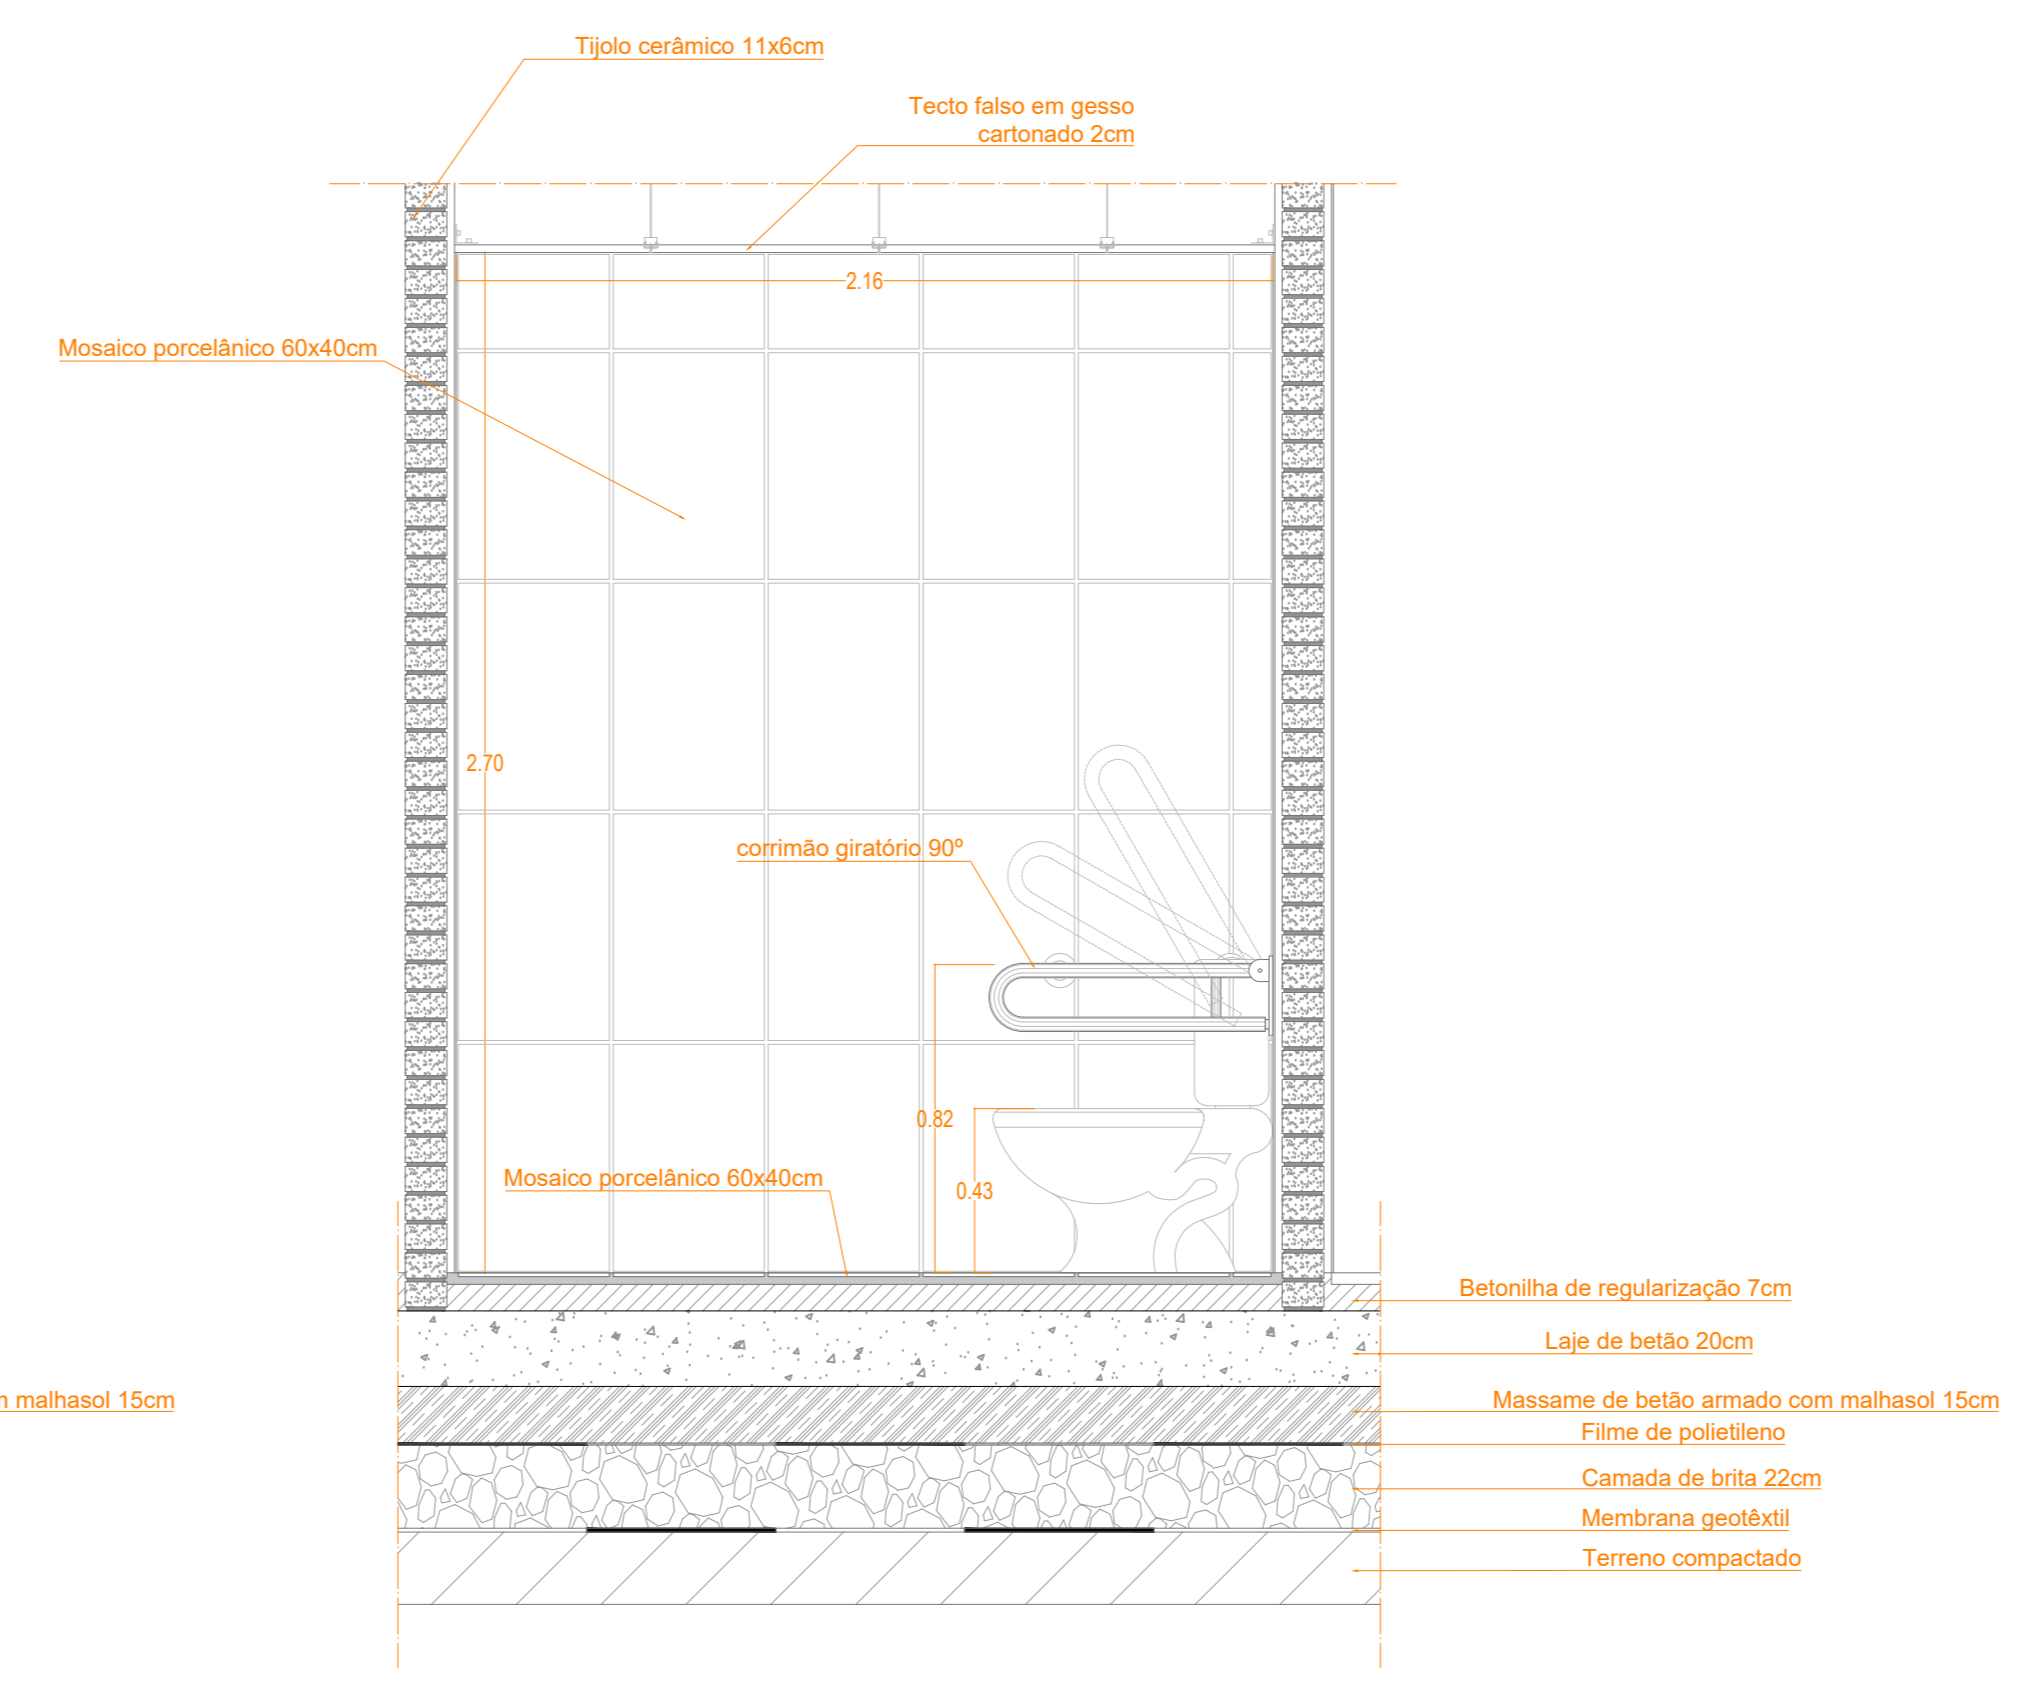 Tijolo cerâmico 11x6cm
Tecto falso em gesso
cartonado 2cm
2.16
Mosaico porcelânico 60x40cm
2.70
corrimão giratório 90º
0.82
Mosaico porcelânico 60x40cm
0.43
Betonilha de regularização 7cm
Laje de betão 20cm
malhasol 15cm
Massame de betão armado com malhasol 15cm
Filme de polietileno
Camada de brita 22cm
Membrana geotêxtil
Terreno compactado